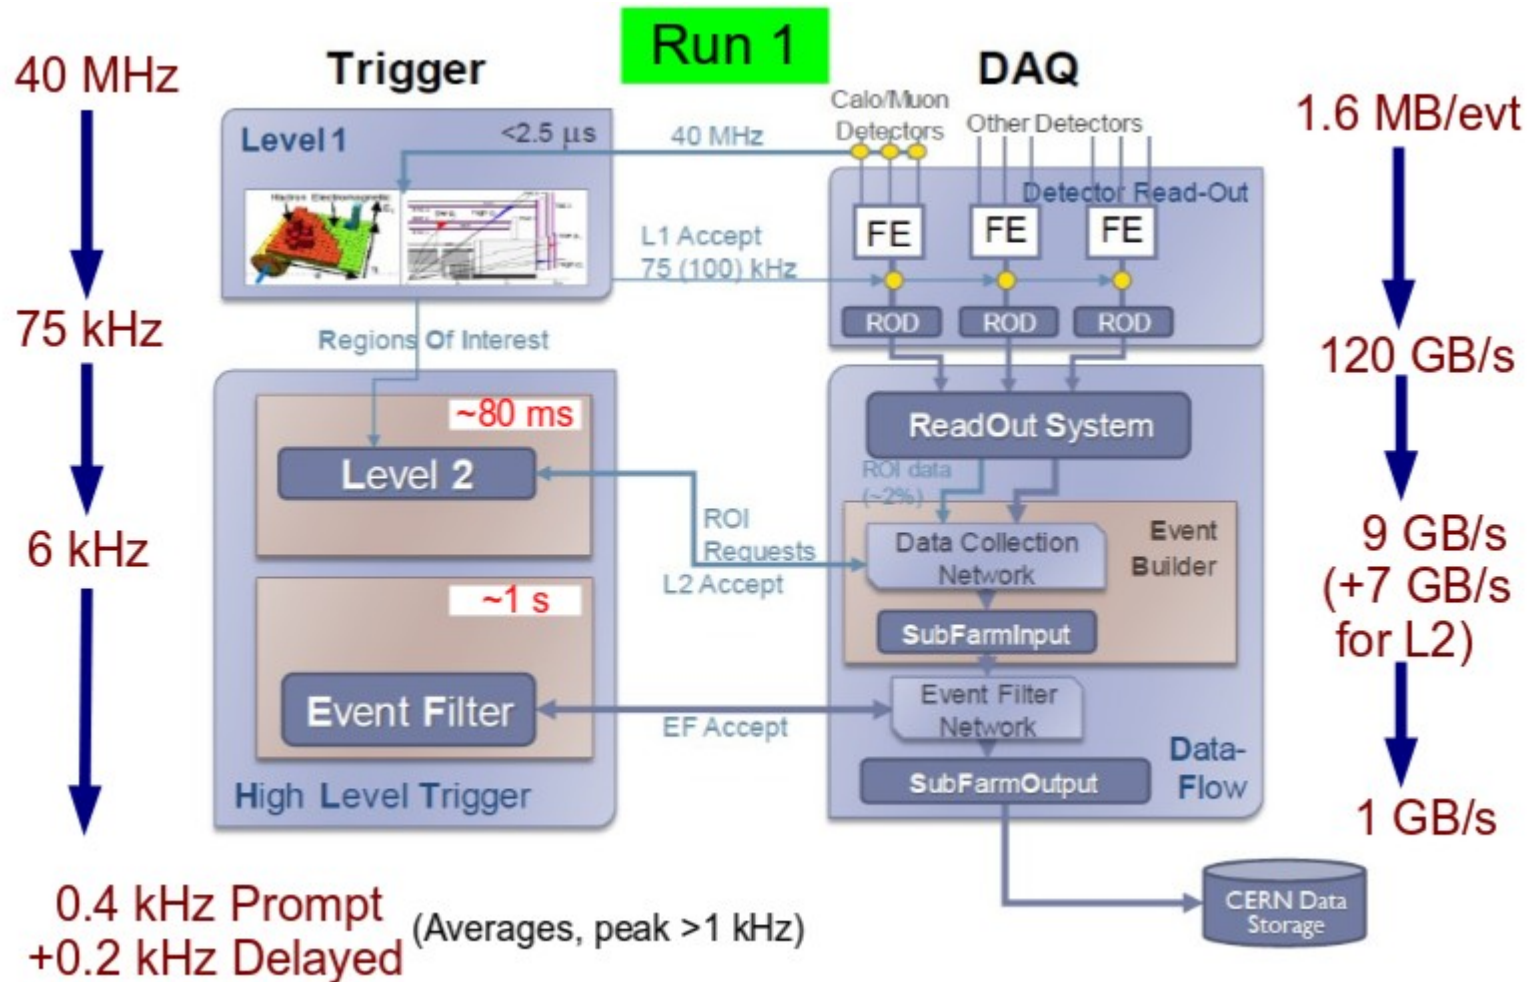 Run 1
Trigger
DAQ
40 MHz
75 kHz
6 kHz
0.4 kHz Prompt
+0.2 kHz Delayed
(Averages, peak >1 kHz)
Level 1
<2.5 µs
Hadron Electromagnetic
40 MHz
L1 Accept
75 (100) kHz
Regions Of Interest
~80 ms
Level 2
~1 s
Event Filter
High Level Trigger
ROI
Requests
L2 Accept
EF Accept
Calo/Muon
Detectors
Other Detectors
Detector Read-Out
FE
FE
FE
ROD
ROD
ROD
ReadOut System
ROI data
(~2%)
Data Collection
Network
Event
Builder
SubFarmInput
Event Filter
Network
SubFarmOutput
Data-
Flow
CERN Data
Storage
1.6 MB/evt
120 GB/s
9 GB/s
(+7 GB/s
for L2)
1 GB/s